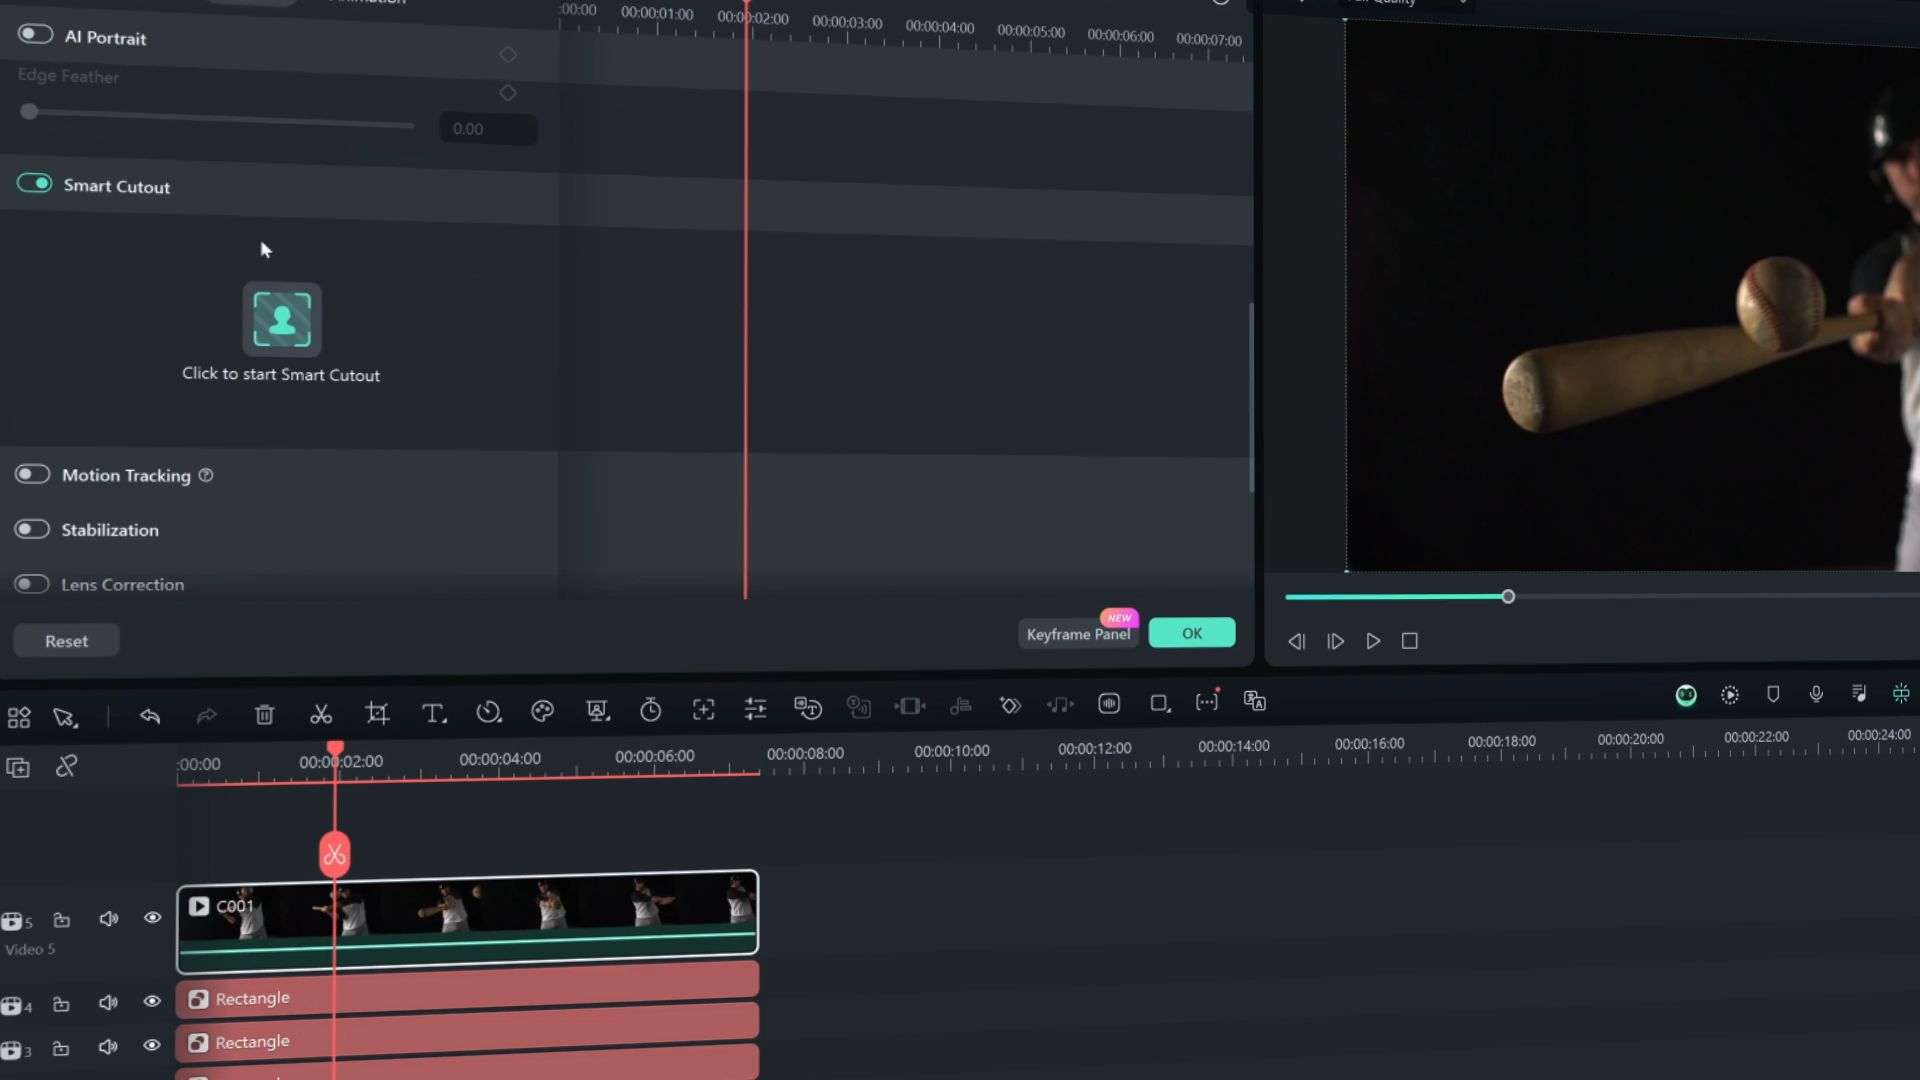 AI Portrait
Edge Feather
0.00
Smart Cutout
Click to start Smart Cutout
Motion Tracking
Stabilization
Lens Correction
Reset
Keyframe Panel
NEW
OK
:00:00
00:00:01:00
00:00:02:00
00:00:03:00
00:00:04:00
00:00:05:00
00:00:06:00
00:00:07:00
:00:00
00:00:02:00
00:00:04:00
00:00:06:00
00:00:08:00
00:00:10:00
00:00:12:00
00:00:14:00
00:00:16:00
00:00:18:00
00:00:20:00
00:00:22:00
00:00:24:00
5
C001
Video 5
4
Rectangle
3
Rectangle